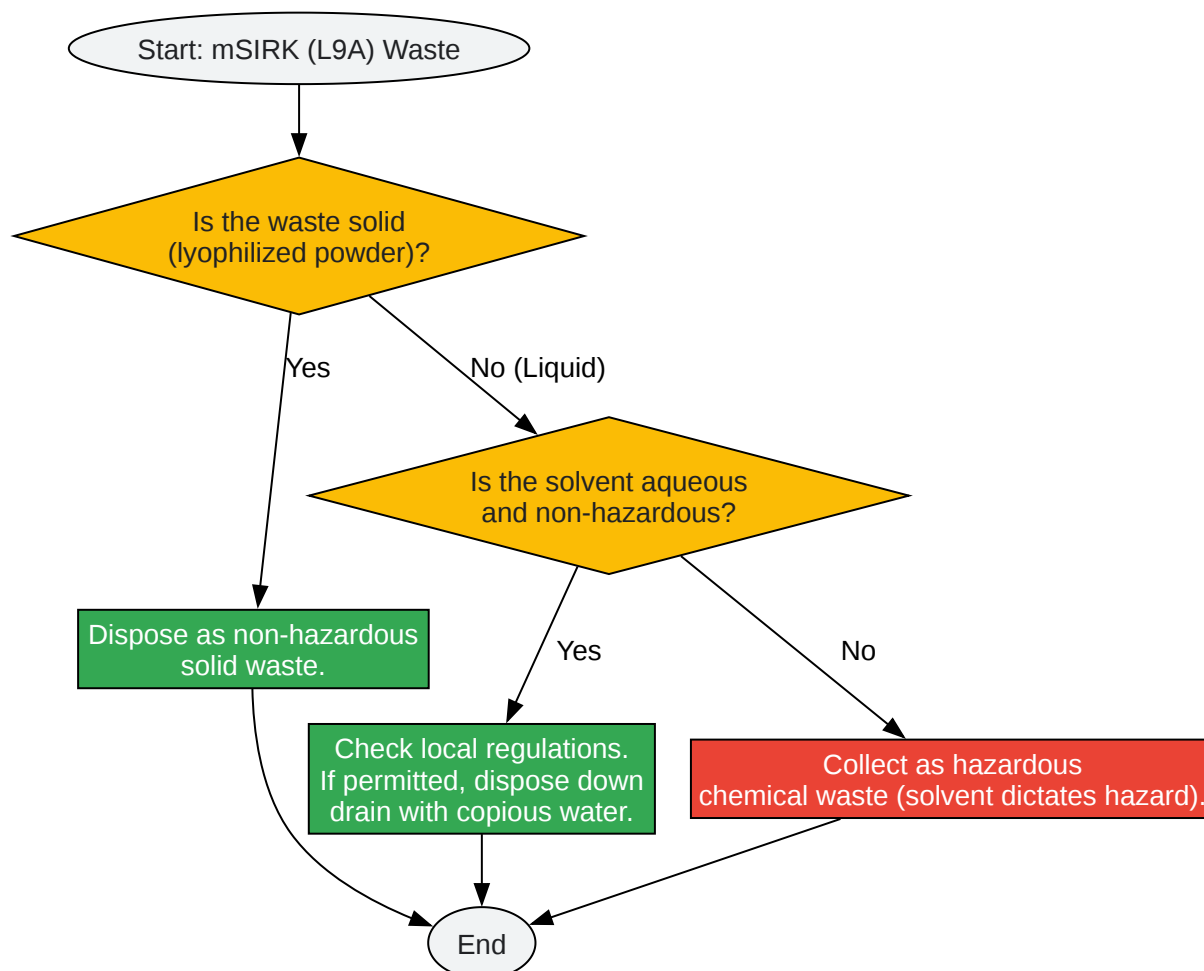 Start: mSIRK (L9A) Waste
Is the waste solid
(lyophilized powder)?
Yes
No (Liquid)
Is the solvent aqueous
and non-hazardous?
Dispose as non-hazardous
solid waste.
Yes
No
Check local regulations.
If permitted, dispose down
drain with copious water.
Collect as hazardous
chemical waste (solvent dictates hazard).
End